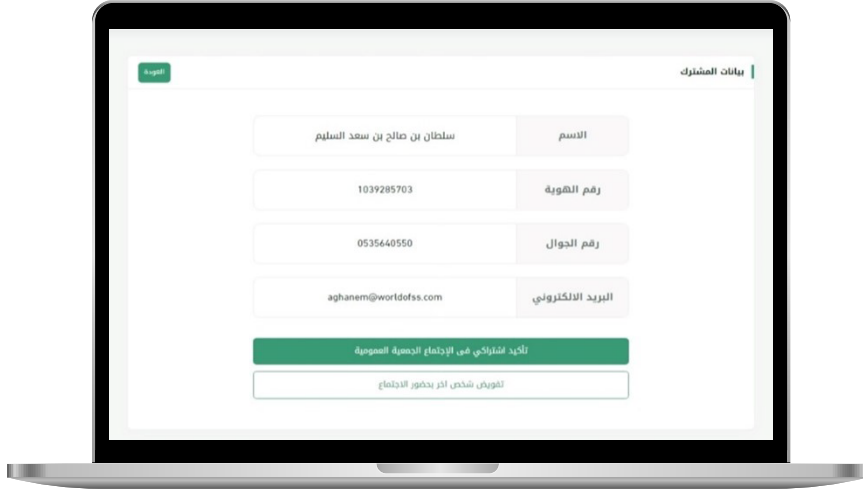 بيانات المشترك
العودة
الاسم
سلطان بن صالح بن سعد السليم
رقم الهوية
1039285703
رقم الجوال
0535640550
البريد الالكتروني
aghanem@worldofss.com
تأكيد اشتراكي فى الإجتماع الجمعية العمومية
تفويض شخص اخر بحضور الاجتماع